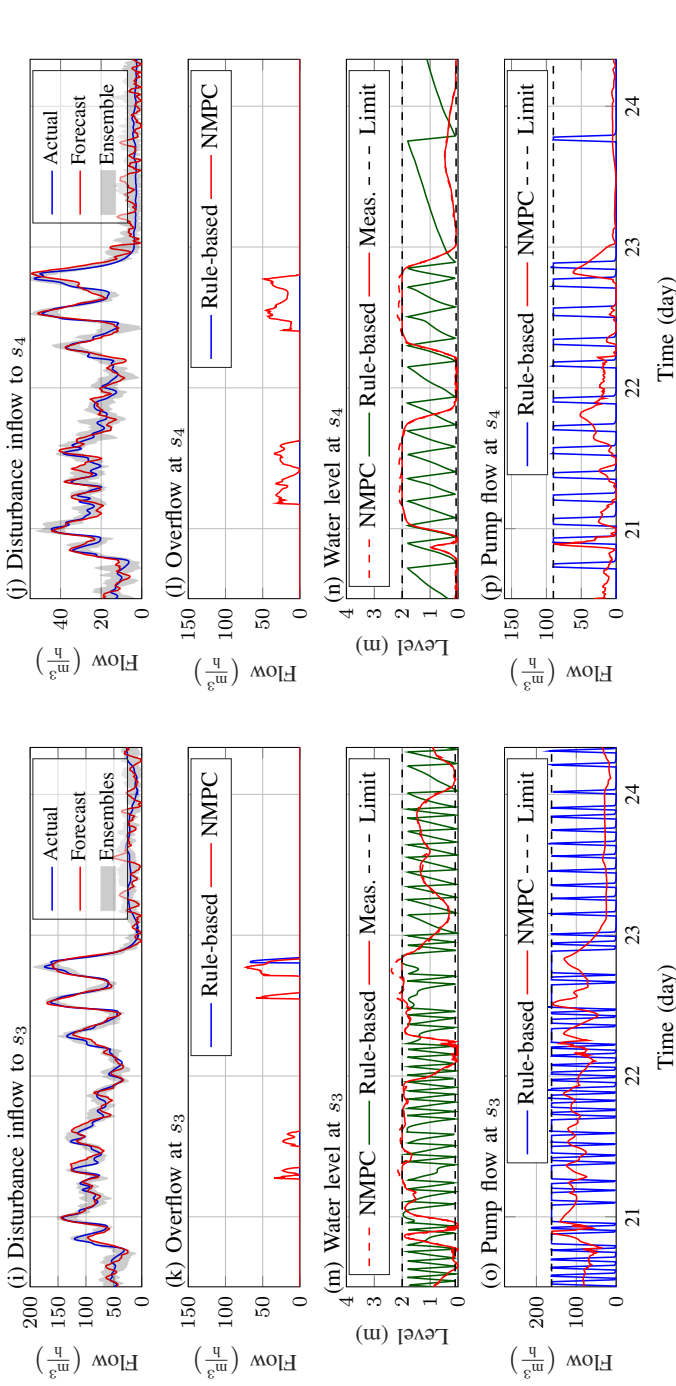 (i) Disturbance inflow to s₃
Flow (m³/h)
200
150
100
50
0
Actual
Forecast
Ensembles
(k) Overflow at s₃
Flow (m³/h)
150
100
50
0
Rule-based NMPC
(m) Water level at s₃
Level (m)
4
3
2
1
0
NMPC Rule-based Meas. Limit
(o) Pump flow at s₃
Flow (m³/h)
200
100
0
Rule-based NMPC Limit
21 22 23 24
Time (day)
(j) Disturbance inflow to s₄
Flow (m³/h)
40
20
0
Actual
Forecast
Ensemble
(l) Overflow at s₄
Flow (m³/h)
150
100
50
0
Rule-based NMPC
(n) Water level at s₄
Level (m)
4
3
2
1
0
NMPC Rule-based Meas. Limit
(p) Pump flow at s₄
Flow (m³/h)
150
100
50
0
Rule-based NMPC Limit
21 22 23 24
Time (day)